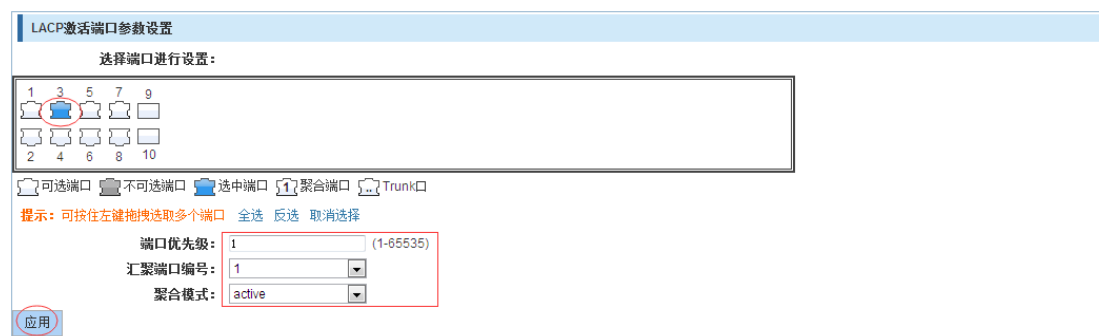 LACP激活端口参数设置
选择端口进行设置：
1 3 5 7 9
2 4 6 8 10
可选端口 不可选端口 选中端口 1 聚合端口 .. Trunk口
提示：可按住左键拖拽选取多个端口 全选 反选 取消选择
端口优先级： 1 (1-65535)
汇聚端口编号： 1
聚合模式： active
应用